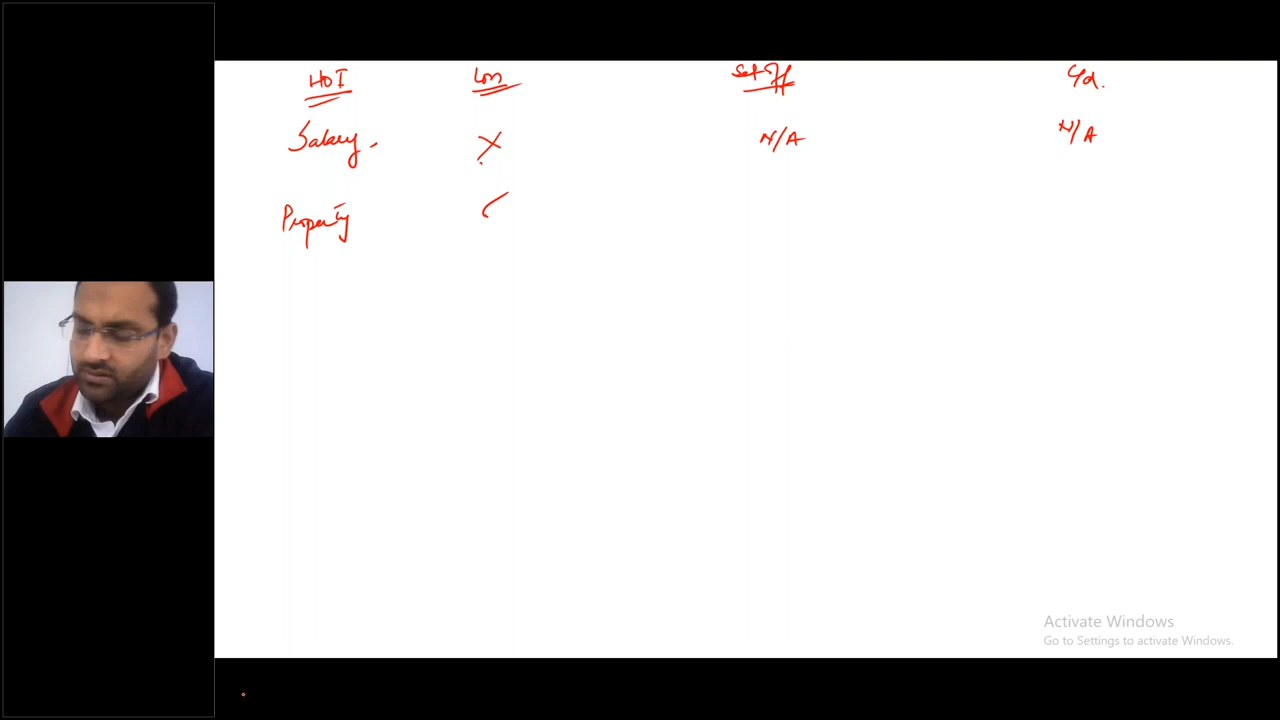 HOI Loss Set off C/d.
Salary. X N/A N/A
Property
Activate Windows
Go to Settings to activate Windows.